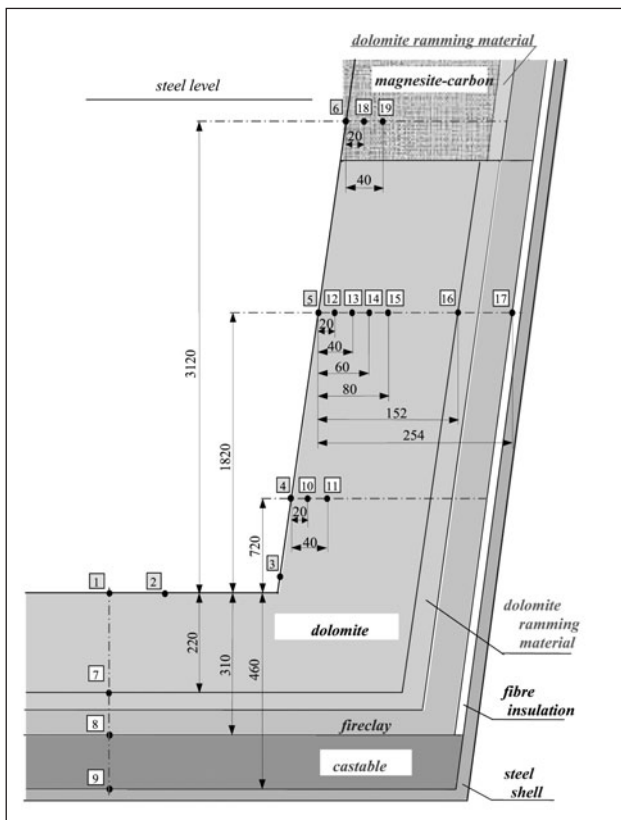 dolomite ramming material
magnesite-carbon
steel level
6 18 19
20
40
3120
5 12 13 14 15 16 17
20
40
60
80
152
254
1820
4 10 11
20
40
720
3
1 2
220
310
460
dolomite
dolomite
ramming
material
7
fibre
insulation
8
fireclay
castable
steel
shell
9